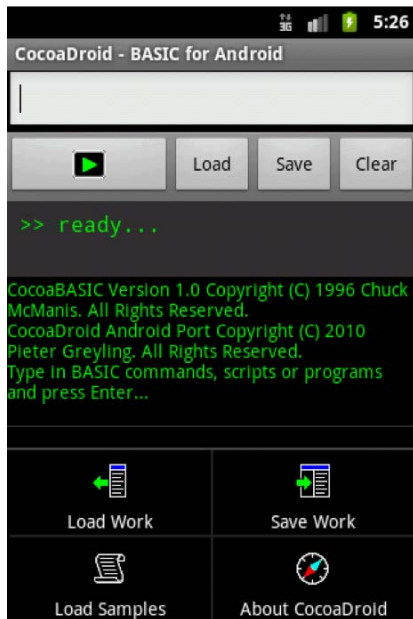 3G 5:26
CocoaDroid - BASIC for Android
Load Save Clear
>> ready...
CocoaBASIC Version 1.0 Copyright (C) 1996 Chuck
McManis. All Rights Reserved.
CocoaDroid Android Port Copyright (C) 2010
Pieter Greyling. All Rights Reserved.
Type in BASIC commands, scripts or programs
and press Enter...
Load Work Save Work
Load Samples About CocoaDroid